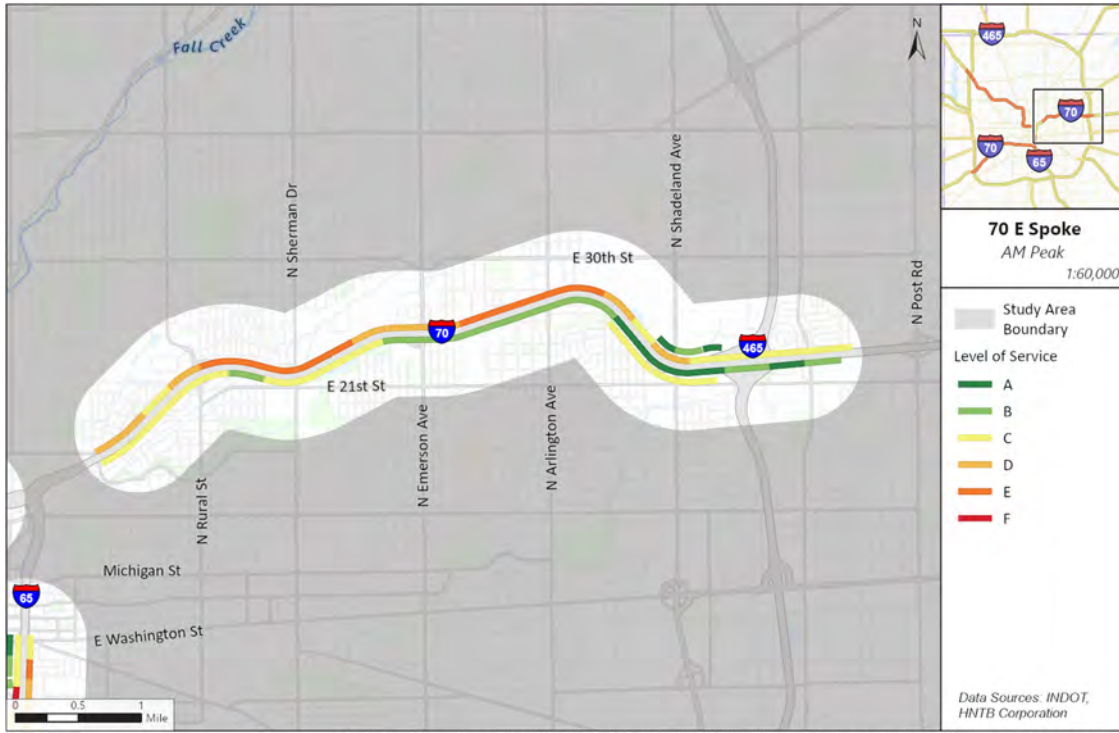 Fall Creek
N
465
70
70
65
N Shadeland Ave
N Sherman Dr
E 30th St
N Post Rd
70
465
E 21st St
N Emerson Ave
N Arlington Ave
N Rural St
Michigan St
65
E Washington St
0
0.5
1
Mile
70 E Spoke
AM Peak
1:60,000
Study Area
Boundary
Level of Service
A
B
C
D
E
F
Data Sources: INDOT,
HNTB Corporation